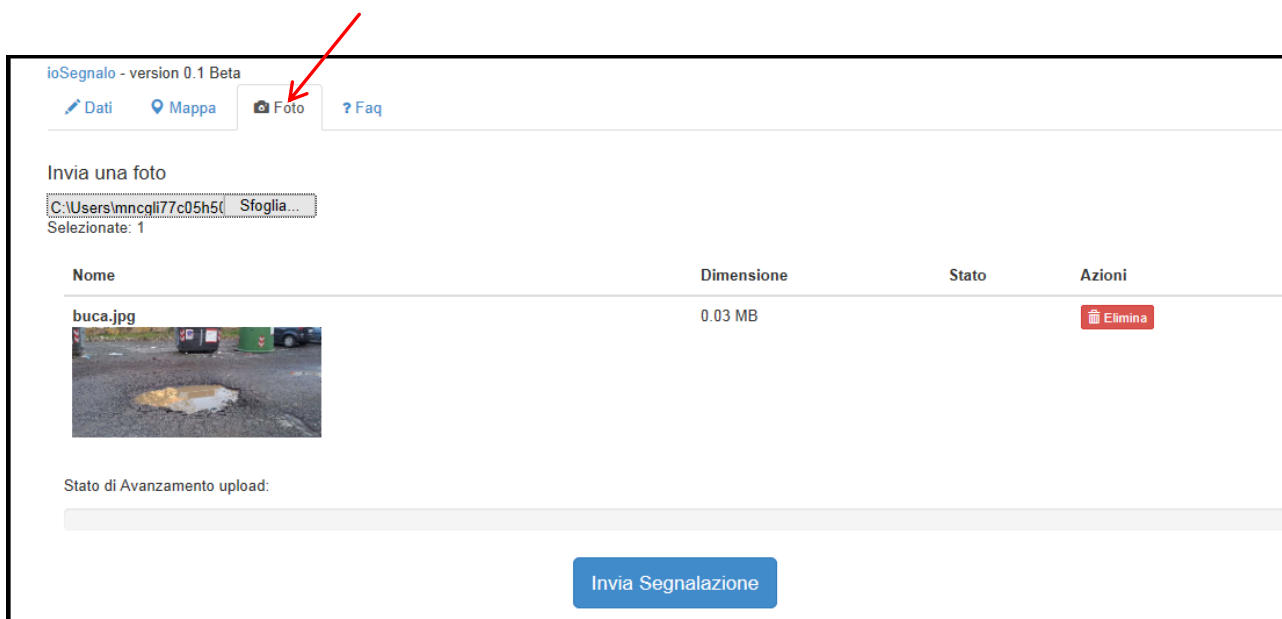 ioSegnalo - version 0.1 Beta
Dati Mappa Foto ? Faq
Invia una foto
C:\Users\mncgli77c05h50 Sfoglia...
Selezionate: 1
Nome Dimensione Stato Azioni
buca.jpg 0.03 MB Elimina
Stato di Avanzamento upload:
Invia Segnalazione